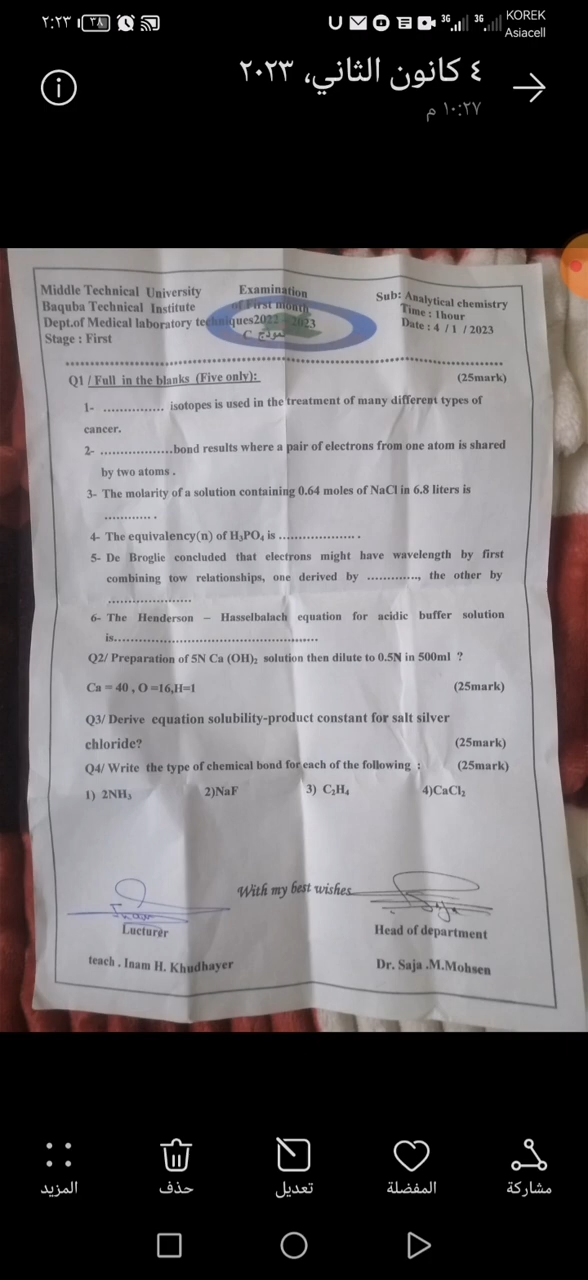 ٢:٢٣
٣٨
3G
3G
KOREK
Asiacell
٤ كانون الثاني، ٢٠٢٣
١٠:٢٧ م
Middle Technical University
Baquba Technical Institute
Dept.of Medical laboratory techniques2022 - 2023
Stage : First
Examination
of First month
نموذج C
Sub: Analytical chemistry
Time : 1hour
Date : 4 / 1 / 2023
Q1 / Full in the blanks (Five only): (25mark)
1- ............... isotopes is used in the treatment of many different types of
cancer.
2- ..................bond results where a pair of electrons from one atom is shared
by two atoms .
3- The molarity of a solution containing 0.64 moles of NaCl in 6.8 liters is
............ .
4- The equivalency(n) of H₃PO₄ is ................... .
5- De Broglie concluded that electrons might have wavelength by first
combining tow relationships, one derived by ............., the other by
.....................
6- The Henderson – Hasselbalach equation for acidic buffer solution
is...................................................
Q2/ Preparation of 5N Ca (OH)₂ solution then dilute to 0.5N in 500ml ?
Ca = 40 , O =16,H=1 (25mark)
Q3/ Derive equation solubility-product constant for salt silver
chloride? (25mark)
Q4/ Write the type of chemical bond for each of the following : (25mark)
1) 2NH₃ 2)NaF 3) C₂H₄ 4)CaCl₂
With my best wishes
Lucturer
teach . Inam H. Khudhayer
Head of department
Dr. Saja .M.Mohsen
مشاركة
المفضلة
تعديل
حذف
المزيد